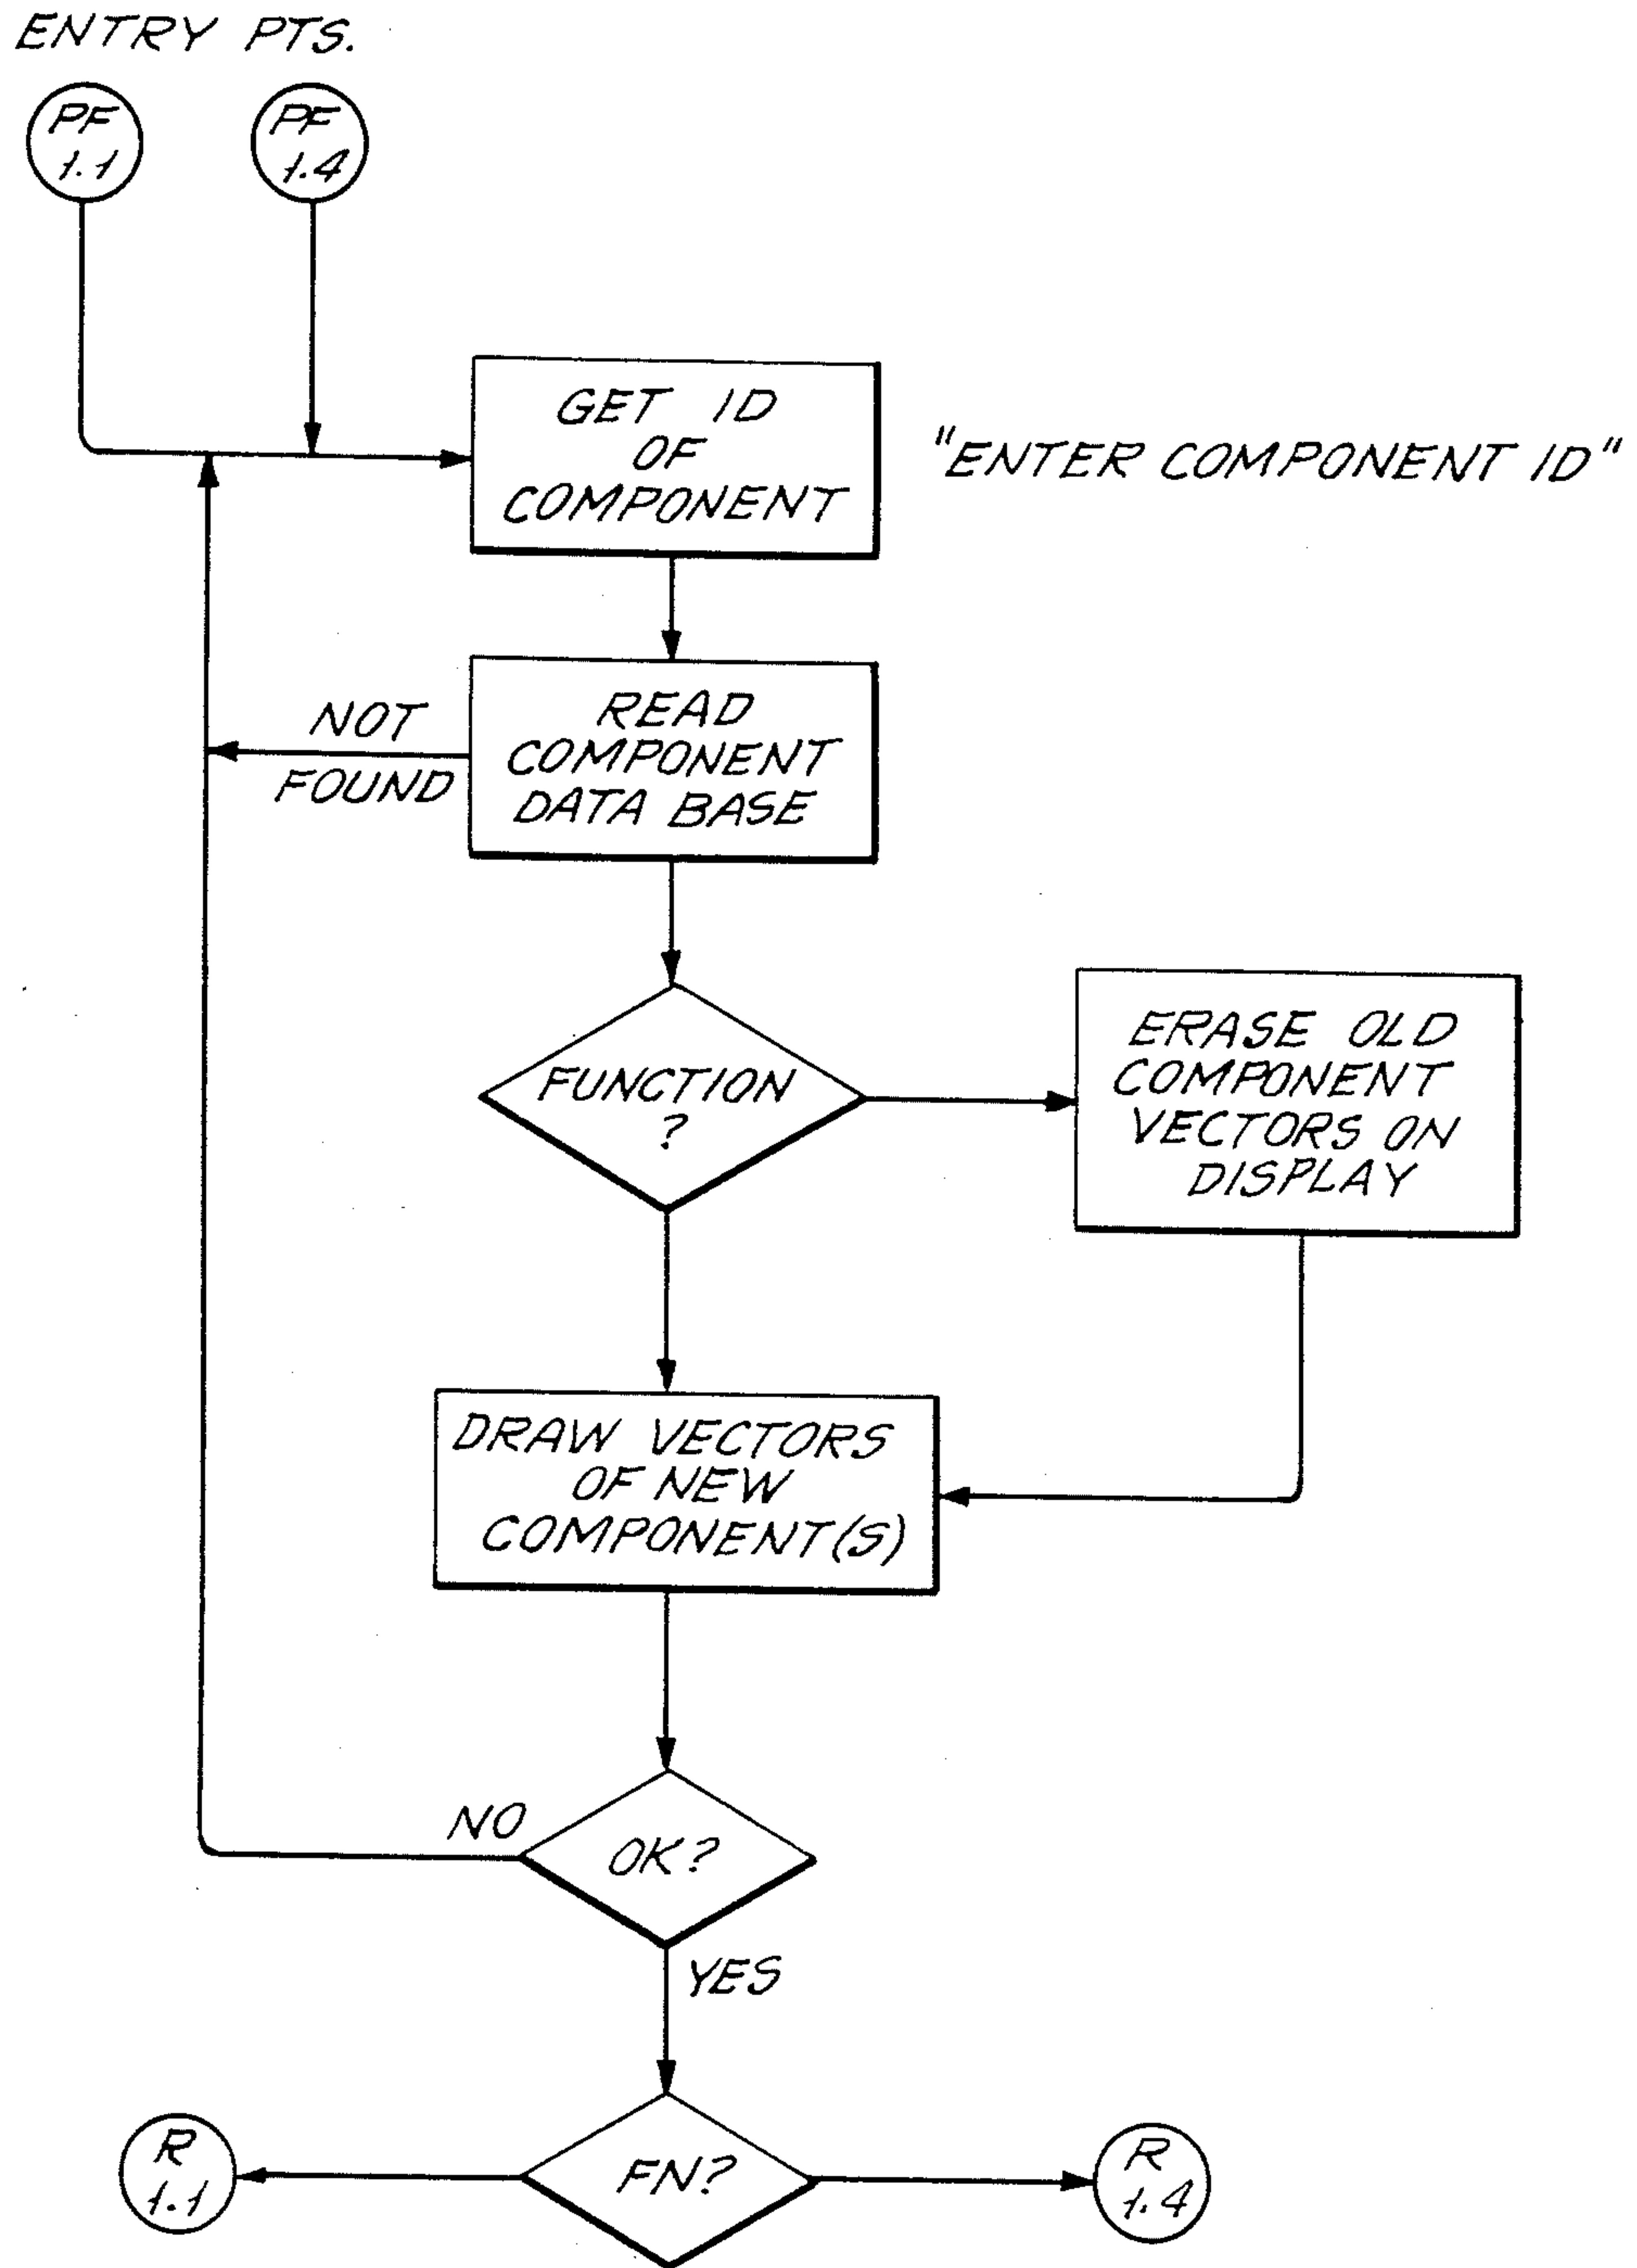 ENTRY PTS.
PF
1.1
PF
1.4
GET ID
OF
COMPONENT
"ENTER COMPONENT ID"
READ
COMPONENT
DATA BASE
NOT
FOUND
FUNCTION
?
ERASE OLD
COMPONENT
VECTORS ON
DISPLAY
DRAW VECTORS
OF NEW
COMPONENT(S)
OK?
NO
YES
FN?
R
1.1
R
1.4